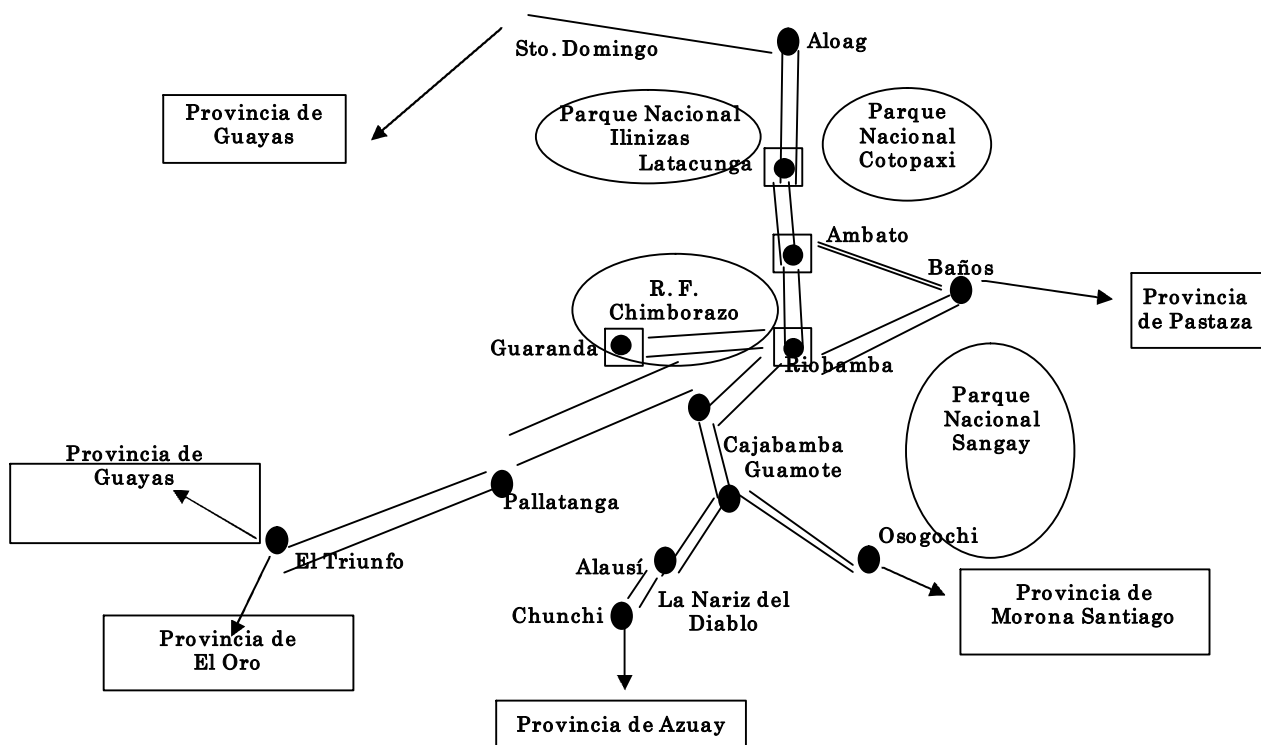 Aloag
Sto. Domingo
Provincia de
Guayas
Parque Nacional
Ilinizas
Latacunga
Parque
Nacional
Cotopaxi
Ambato
Baños
Provincia
de Pastaza
R. F.
Chimborazo
Guaranda
Riobamba
Parque
Nacional
Sangay
Cajabamba
Guamote
Provincia de
Guayas
Pallatanga
El Triunfo
Osogochi
Alausí
La Nariz del
Diablo
Chunchi
Provincia de
Morona Santiago
Provincia de
El Oro
Provincia de Azuay